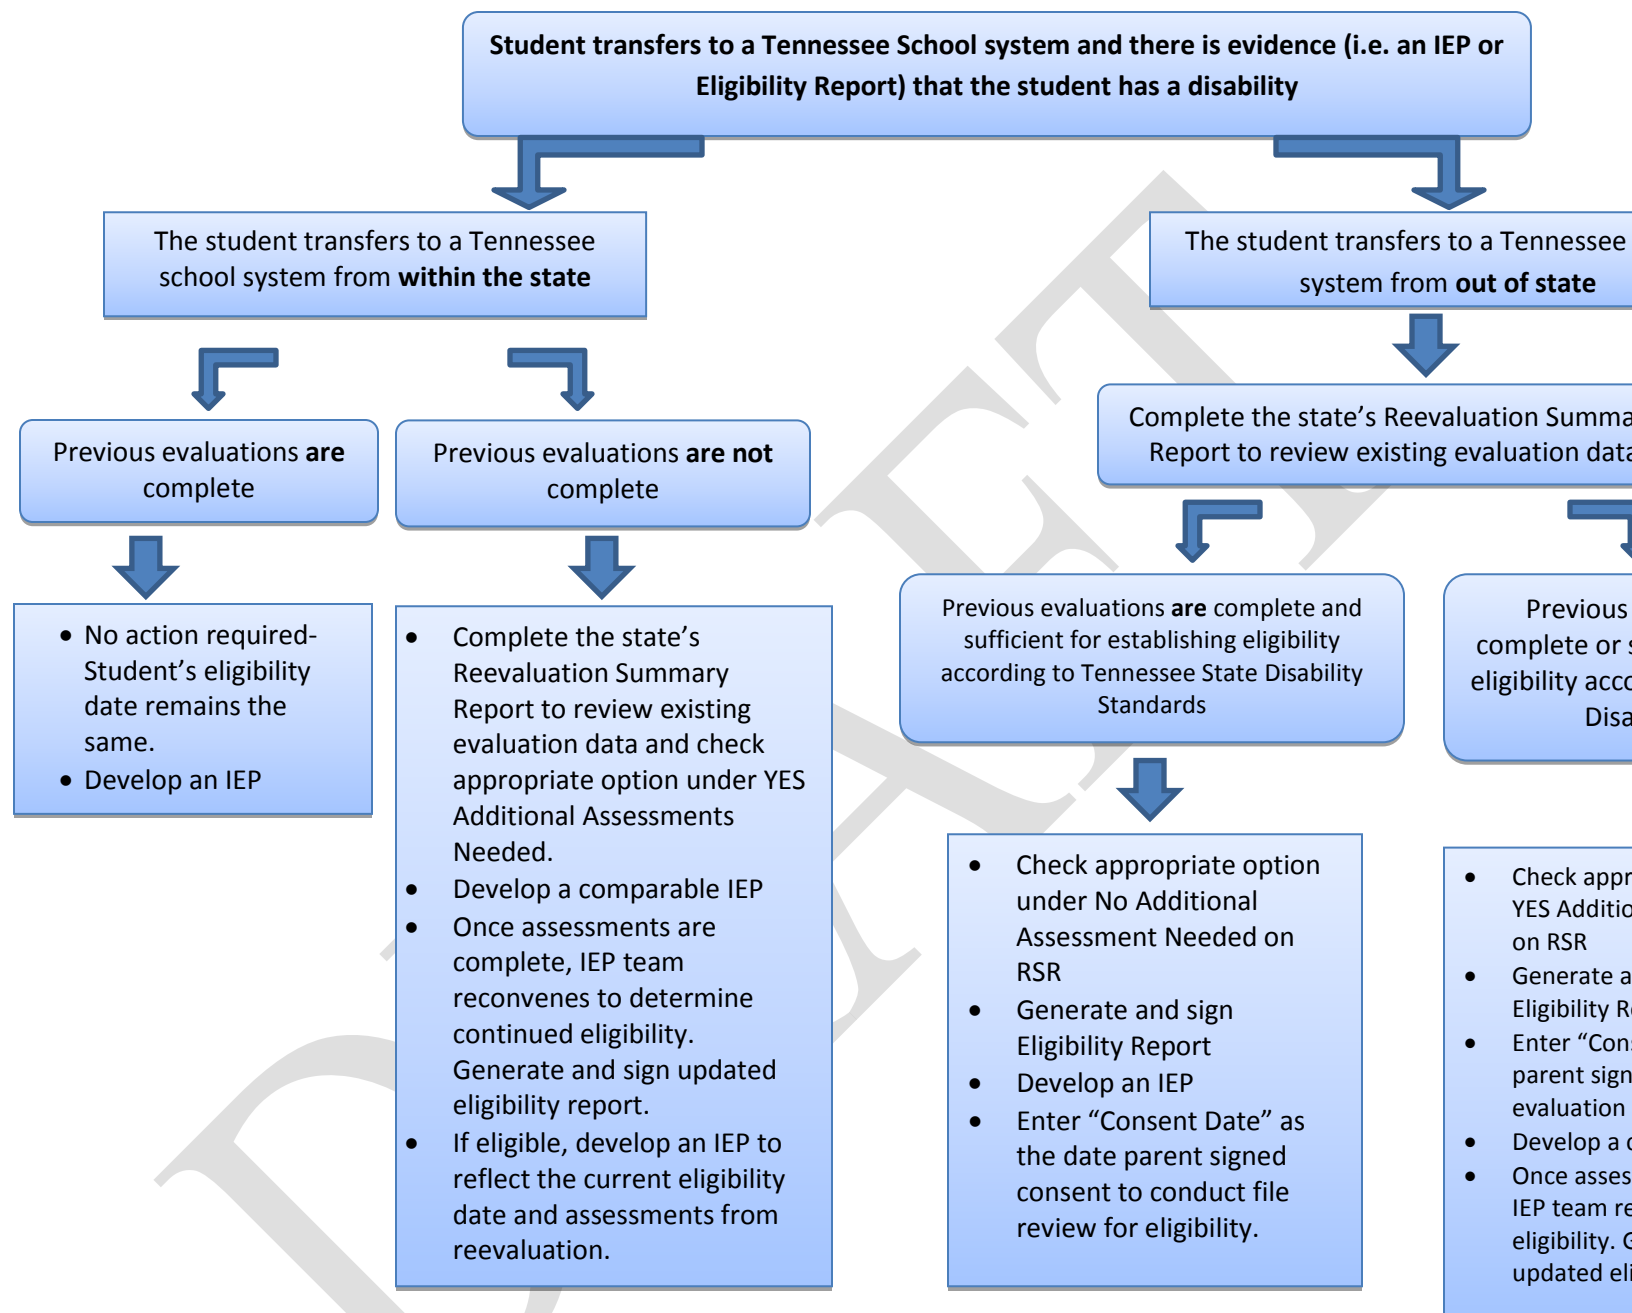 Student transfers to a Tennessee School system and there is evidence (i.e. an IEP or
Eligibility Report) that the student has a disability
The student transfers to a Tennessee
school system from within the state
The student transfers to a Tennessee
system from out of state
Previous evaluations are
complete
Previous evaluations are not
complete
Complete the state’s Reevaluation
Report to review existing evaluation data
• No action required-
Student’s eligibility
date remains the
same.
• Develop an IEP
• Complete the state’s
Reevaluation Summary
Report to review existing
evaluation data and check
appropriate option under YES
Additional Assessments
Needed.
• Develop a comparable IEP
• Once assessments are
complete, IEP team
reconvenes to determine
continued eligibility.
Generate and sign updated
eligibility report.
• If eligible, develop an IEP to
reflect the current eligibility
date and assessments from
reevaluation.
Previous evaluations are complete and
sufficient for establishing eligibility
according to Tennessee State Disability
Standards
Previous
complete or
eligibility
• Check appropriate option
under No Additional
Assessment Needed on
RSR
• Generate and sign
Eligibility Report
• Develop an IEP
• Enter “Consent Date” as
the date parent signed
consent to conduct file
review for eligibility.
• Check
YES
on RSR
• Generate
Eligibility
• Enter
parent
evaluation
• Develop a
• Once
IEP team
eligibility.
updated
DRAFT